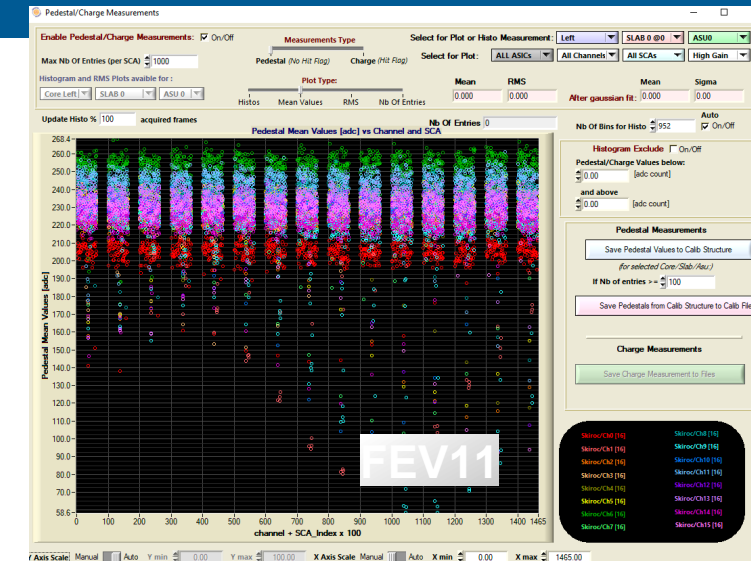 Pedestal/Charge Measurements
Enable Pedestal/Charge Measurements: On/Off
Measurements Type
Select for Plot or Histo Measurement: Left SLAB 0 @0 ASU0
Max Nb Of Entries (per SCA) 1000
Pedestal (No Hit Flag) Charge (Hit Flag)
Select for Plot: ALL ASICs All Channels All SCAs High Gain
Histogram and RMS Plots avaible for :
Core Left SLAB 0 ASU 0
Plot Type:
Histos Mean Values RMS Nb Of Entries
Mean RMS
0.000 0.000
Mean Sigma
After gaussian fit: 0.000 0.00
Update Histo % 100 acquired frames
Nb Of Entries 0
Nb Of Bins for Histo 952
Auto
On/Off
Pedestal Mean Values [adc] vs Channel and SCA
Pedestal Mean Values [adc]
268.4
260.0
250.0
240.0
230.0
220.0
210.0
200.0
190.0
180.0
170.0
160.0
150.0
140.0
130.0
120.0
110.0
100.0
90.0
80.0
70.0
58.6
0 100 200 300 400 500 600 700 800 900 1000 1100 1200 1300 1400 1465
channel + SCA_Index x 100
FEV11
Histogram Exclude On/Off
Pedestal/Charge Values below:
0.00 [adc count]
and above
0.00 [adc count]
Pedestal Measurements
Save Pedestal Values to Calib Structure
(for selected Core/Slab/Asu:)
If Nb of entries >= 100
Save Pedestals from Calib Structure to Calib File
Charge Measurements
Save Charge Measurement to Files
Skiroc/Ch0 [16] Skiroc/Ch8 [16]
Skiroc/Ch1 [16] Skiroc/Ch9 [16]
Skiroc/Ch2 [16] Skiroc/Ch10 [16]
Skiroc/Ch3 [16] Skiroc/Ch11 [16]
Skiroc/Ch4 [16] Skiroc/Ch12 [16]
Skiroc/Ch5 [16] Skiroc/Ch13 [16]
Skiroc/Ch6 [16] Skiroc/Ch14 [16]
Skiroc/Ch7 [16] Skiroc/Ch15 [16]
Y Axis Scale: Manual Auto Y min 0.00 Y max 100.00 X Axis Scale Manual Auto X min 0.00 X max 1465.00